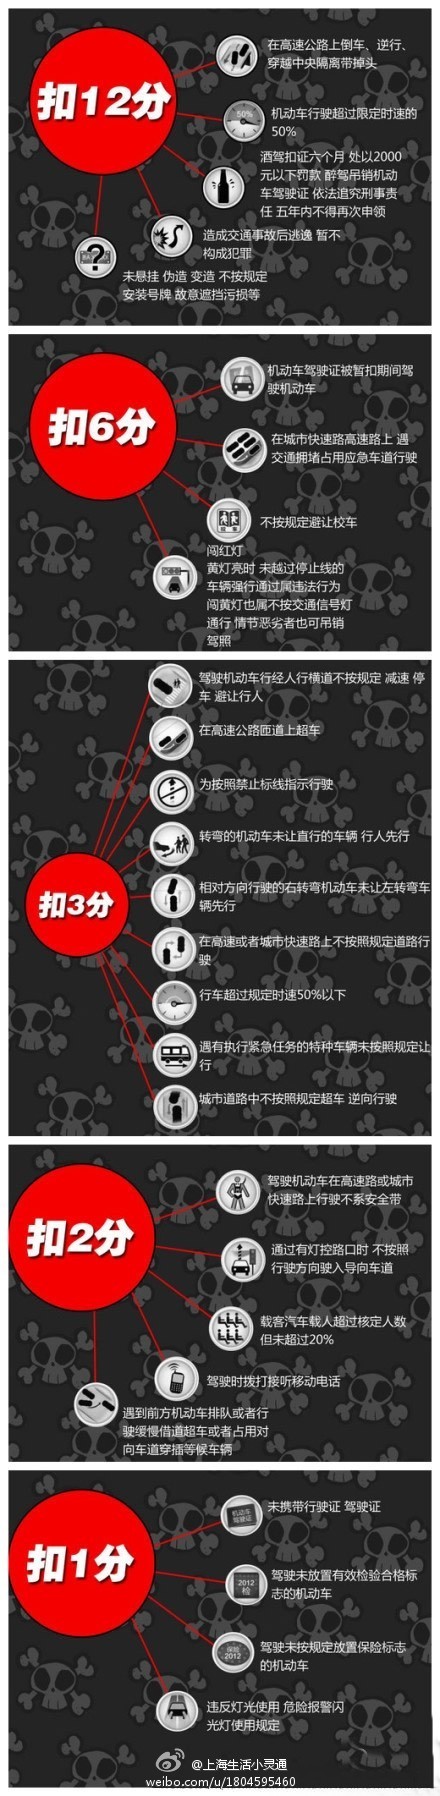 扣12分
在高速公路上倒车、逆行、
穿越中央隔离带掉头
50%
机动车行驶超过限定时速的
50%
酒驾扣证六个月 处以2000
元以下罚款 醉驾吊销机动
车驾驶证 依法追究刑事责
任 五年内不得再次申领
造成交通事故后逃逸 暂不
构成犯罪
未悬挂 伪造 变造 不按规定
安装号牌 故意遮挡污损等
扣6分
机动车驾驶证被暂扣期间驾
驶机动车
在城市快速路高速路上 遇
交通拥堵占用应急车道行驶
不按规定避让校车
闯红灯
黄灯亮时 未越过停止线的
车辆强行通过属违法行为
闯黄灯也属不按交通信号灯
通行 情节恶劣者也可吊销
驾照
扣3分
驾驶机动车行经人行横道不按规定 减速 停
车 避让行人
在高速公路匝道上超车
为按照禁止标线指示行驶
转弯的机动车未让直行的车辆 行人先行
相对方向行驶的右转弯机动车未让左转弯车
辆先行
在高速或者城市快速路上不按照规定道路行
驶
行车超过规定时速50%以下
遇有执行紧急任务的特种车辆未按照规定让
行
城市道路中不按照规定超车 逆向行驶
扣2分
驾驶机动车在高速路或城市
快速路上行驶不系安全带
通过有灯控路口时 不按照
行驶方向驶入导向车道
载客汽车载人超过核定人数
但未超过20%
驾驶时拨打接听移动电话
遇到前方机动车排队或者行
驶缓慢借道超车或者占用对
向车道穿插等候车辆
扣1分
机动车
驾驶证
未携带行驶证 驾驶证
2012
检
驾驶未放置有效检验合格标
志的机动车
保险
2012
驾驶未按规定放置保险标志
的机动车
违反灯光使用 危险报警闪
光灯使用规定
@上海生活小灵通
weibo.com/u/1804595460